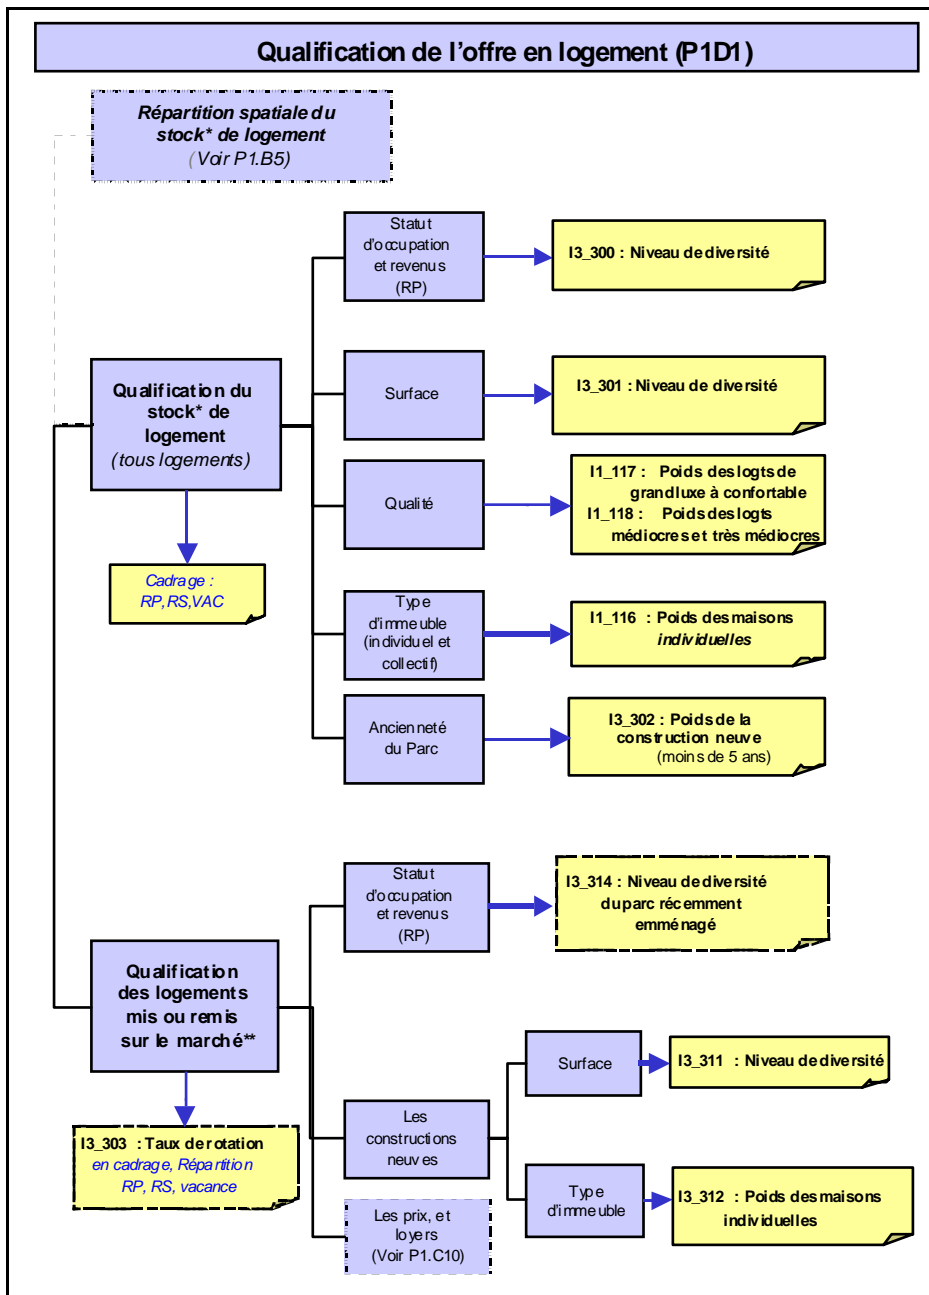 Qualification de l'offre en logement (P1D1)
Répartition spatiale du
stock* de logement
(Voir P1.B5)
Statut
d'occupation
et revenus
(RP)
I3_300 : Niveau de diversité
Qualification du
stock* de
logement
(tous logements)
Surface
I3_301 : Niveau de diversité
Qualité
I1_117 : Poids des logts de
grand luxe à confortable
I1_118 : Poids des logts
médiocres et très médiocres
Cadrage :
RP,RS,VAC
Type
d'immeuble
(individuel et
collectif)
I1_116 : Poids des maisons
individuelles
Ancienneté
du Parc
I3_302 : Poids de la
construction neuve
(moins de 5 ans)
Statut
d'occupation
et revenus
(RP)
I3_314 : Niveau de diversité
du parc récemment
emménagé
Qualification
des logements
mis ou remis
sur le marché**
Surface
I3_311 : Niveau de diversité
I3_303 : Taux de rotation
en cadrage, Répartition
RP, RS, vacance
Les
constructions
neuves
Type
d'immeuble
I3_312 : Poids des maisons
individuelles
Les prix, et
loyers
(Voir P1.C10)